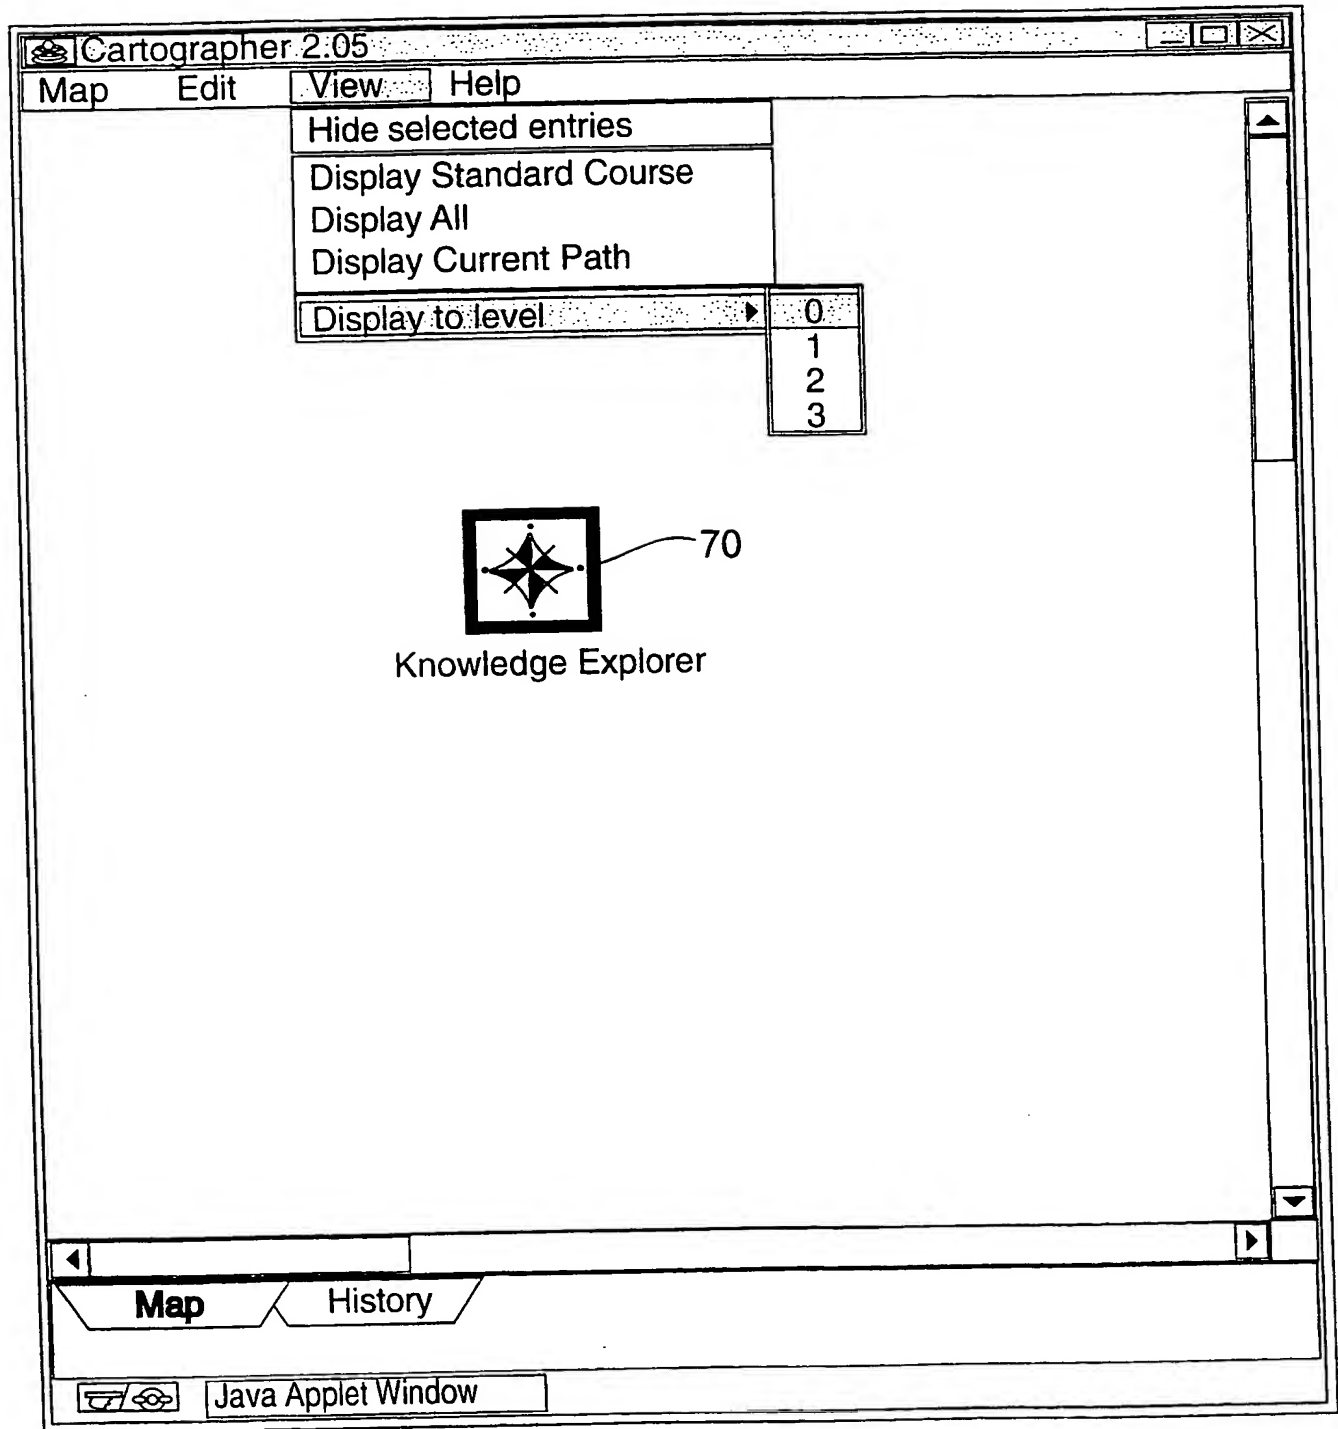 Cartographer 2.05
Map Edit View Help
Hide selected entries
Display Standard Course
Display All
Display Current Path
Display to level 0
1
2
3
70
Knowledge Explorer
Map History
Java Applet Window